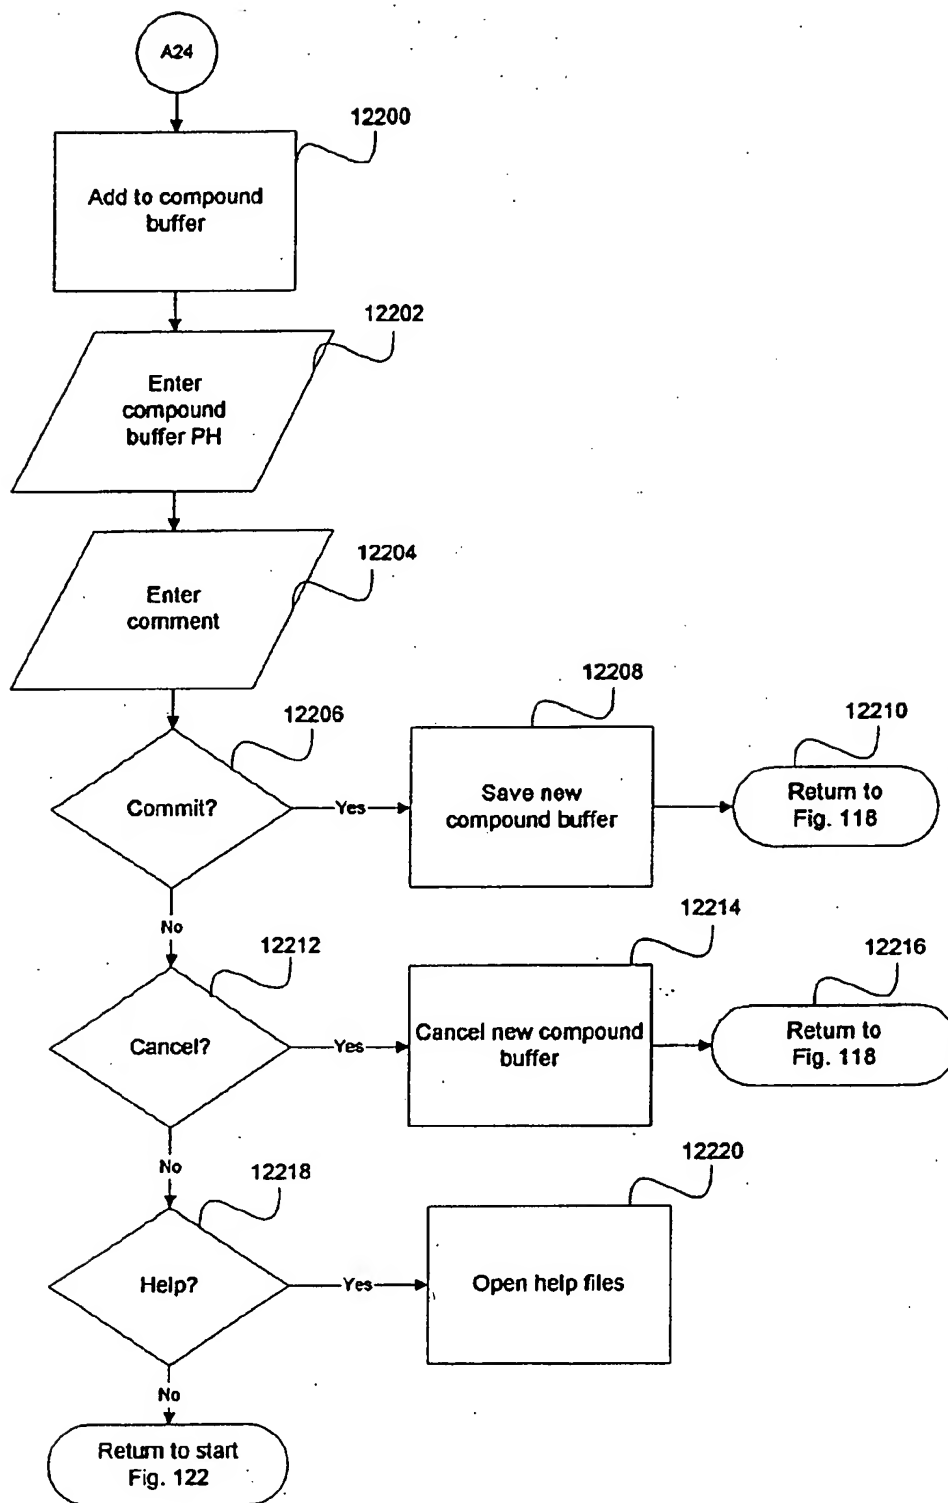 A24
12200
Add to compound
buffer
12202
Enter
compound
buffer PH
12204
Enter
comment
12206
Commit?
Yes
12208
Save new
compound buffer
12210
Return to
Fig. 118
No
12212
Cancel?
Yes
12214
Cancel new compound
buffer
12216
Return to
Fig. 118
No
12218
Help?
Yes
12220
Open help files
No
Return to start
Fig. 122